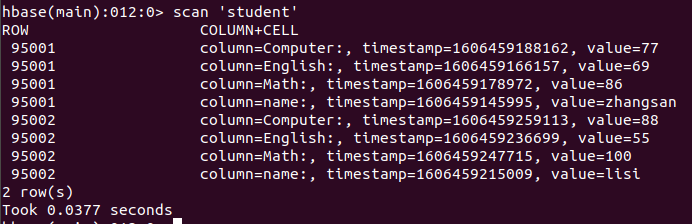 hbase(main):012:0> scan 'student'
ROW COLUMN+CELL
95001 column=Computer:, timestamp=1606459188162, value=77
95001 column=English:, timestamp=1606459166157, value=69
95001 column=Math:, timestamp=1606459178972, value=86
95001 column=name:, timestamp=1606459145995, value=zhangsan
95002 column=Computer:, timestamp=1606459259113, value=88
95002 column=English:, timestamp=1606459236699, value=55
95002 column=Math:, timestamp=1606459247715, value=100
95002 column=name:, timestamp=1606459215009, value=lisi
2 row(s)
Took 0.0377 seconds